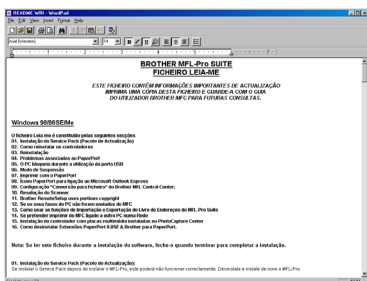 README.WRI - WordPad
File Edit View Insert Format Help
Arial (Western) 14
BROTHER MFL-Pro SUITE
FICHEIRO LEIA-ME
ESTE FICHEIRO CONTÉM INFORMAÇÕES IMPORTANTES DE ACTUALIZAÇÃO
IMPRIMA UMA CÓPIA DESTA FICHEIRO E GUARDE-A COM O GUIA
DO UTILIZADOR BROTHER MFC PARA FUTURAS CONSULTAS.
Windows 98/98SE/Me
O ficheiro Leia-me é constituído pelas seguintes secções
01. Instalação do Service Pack (Pacote de Actualização)
02. Como reinstalar os controladores
03. Reinstalação
04. Problemas associados ao PaperPort
05. O PC bloqueia durante a utilização da porta USB
06. Modo de Suspensão
07. Imprimir com o PaperPort
08. Ícone PaperPort para ligação ao Microsoft Outlook Express
09. Configuração "Conversão para Ficheiro" do Brother MFL Control Center:
10. Resolução do Scanner
11. Brother RemoteSetup uses portions copyright
12. Se os seus faxes de PC não forem enviados do MFC
13. Como usar as funções de Importação e Exportação do Livro de Endereços do MFL Pro Suite
14. Se pretender imprimir do MFC ligado a outro PC numa Rede
15. Instalação do controlador com placas multimédia instaladas no PhotoCapture Center
16. Como desinstalar Extensões PaperPort 8.0SE & Brother para PaperPort.
Nota: Se ler este ficheiro durante a instalação do software, feche-o quando terminar para completar a instalação.
01. Instalação do Service Pack (Pacote de Actualização):
Se instalar o Service Pack depois de instalar o MFL-Pro, este poderá não funcionar correctamente. Desinstale e instale de novo o MFL-Pro.